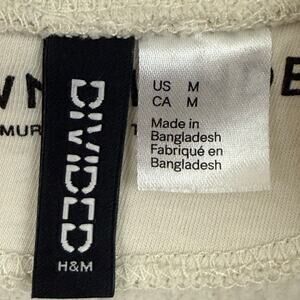 DIVIDED
H&M
US M
CA M
Made in
Bangladesh
Fabriqué en
Bangladesh